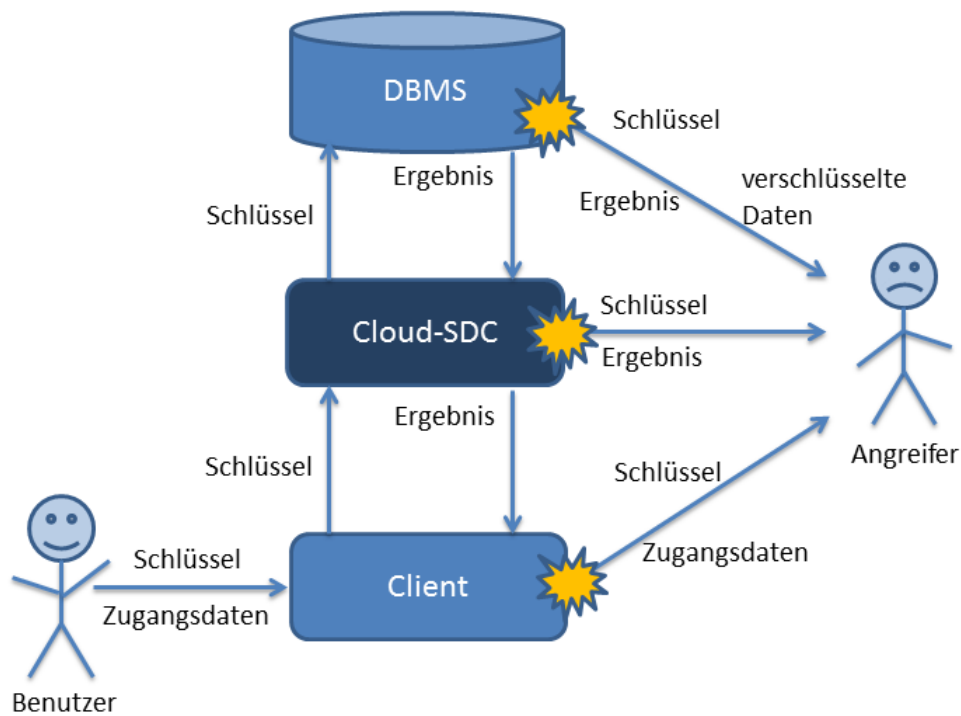 DBMS
Schlüssel
Ergebnis
verschlüsselte
Daten
Ergebnis
Schlüssel
Cloud-SDC
Schlüssel
Ergebnis
Ergebnis
Schlüssel
Schlüssel
Angreifer
Schlüssel
Zugangsdaten
Client
Zugangsdaten
Benutzer